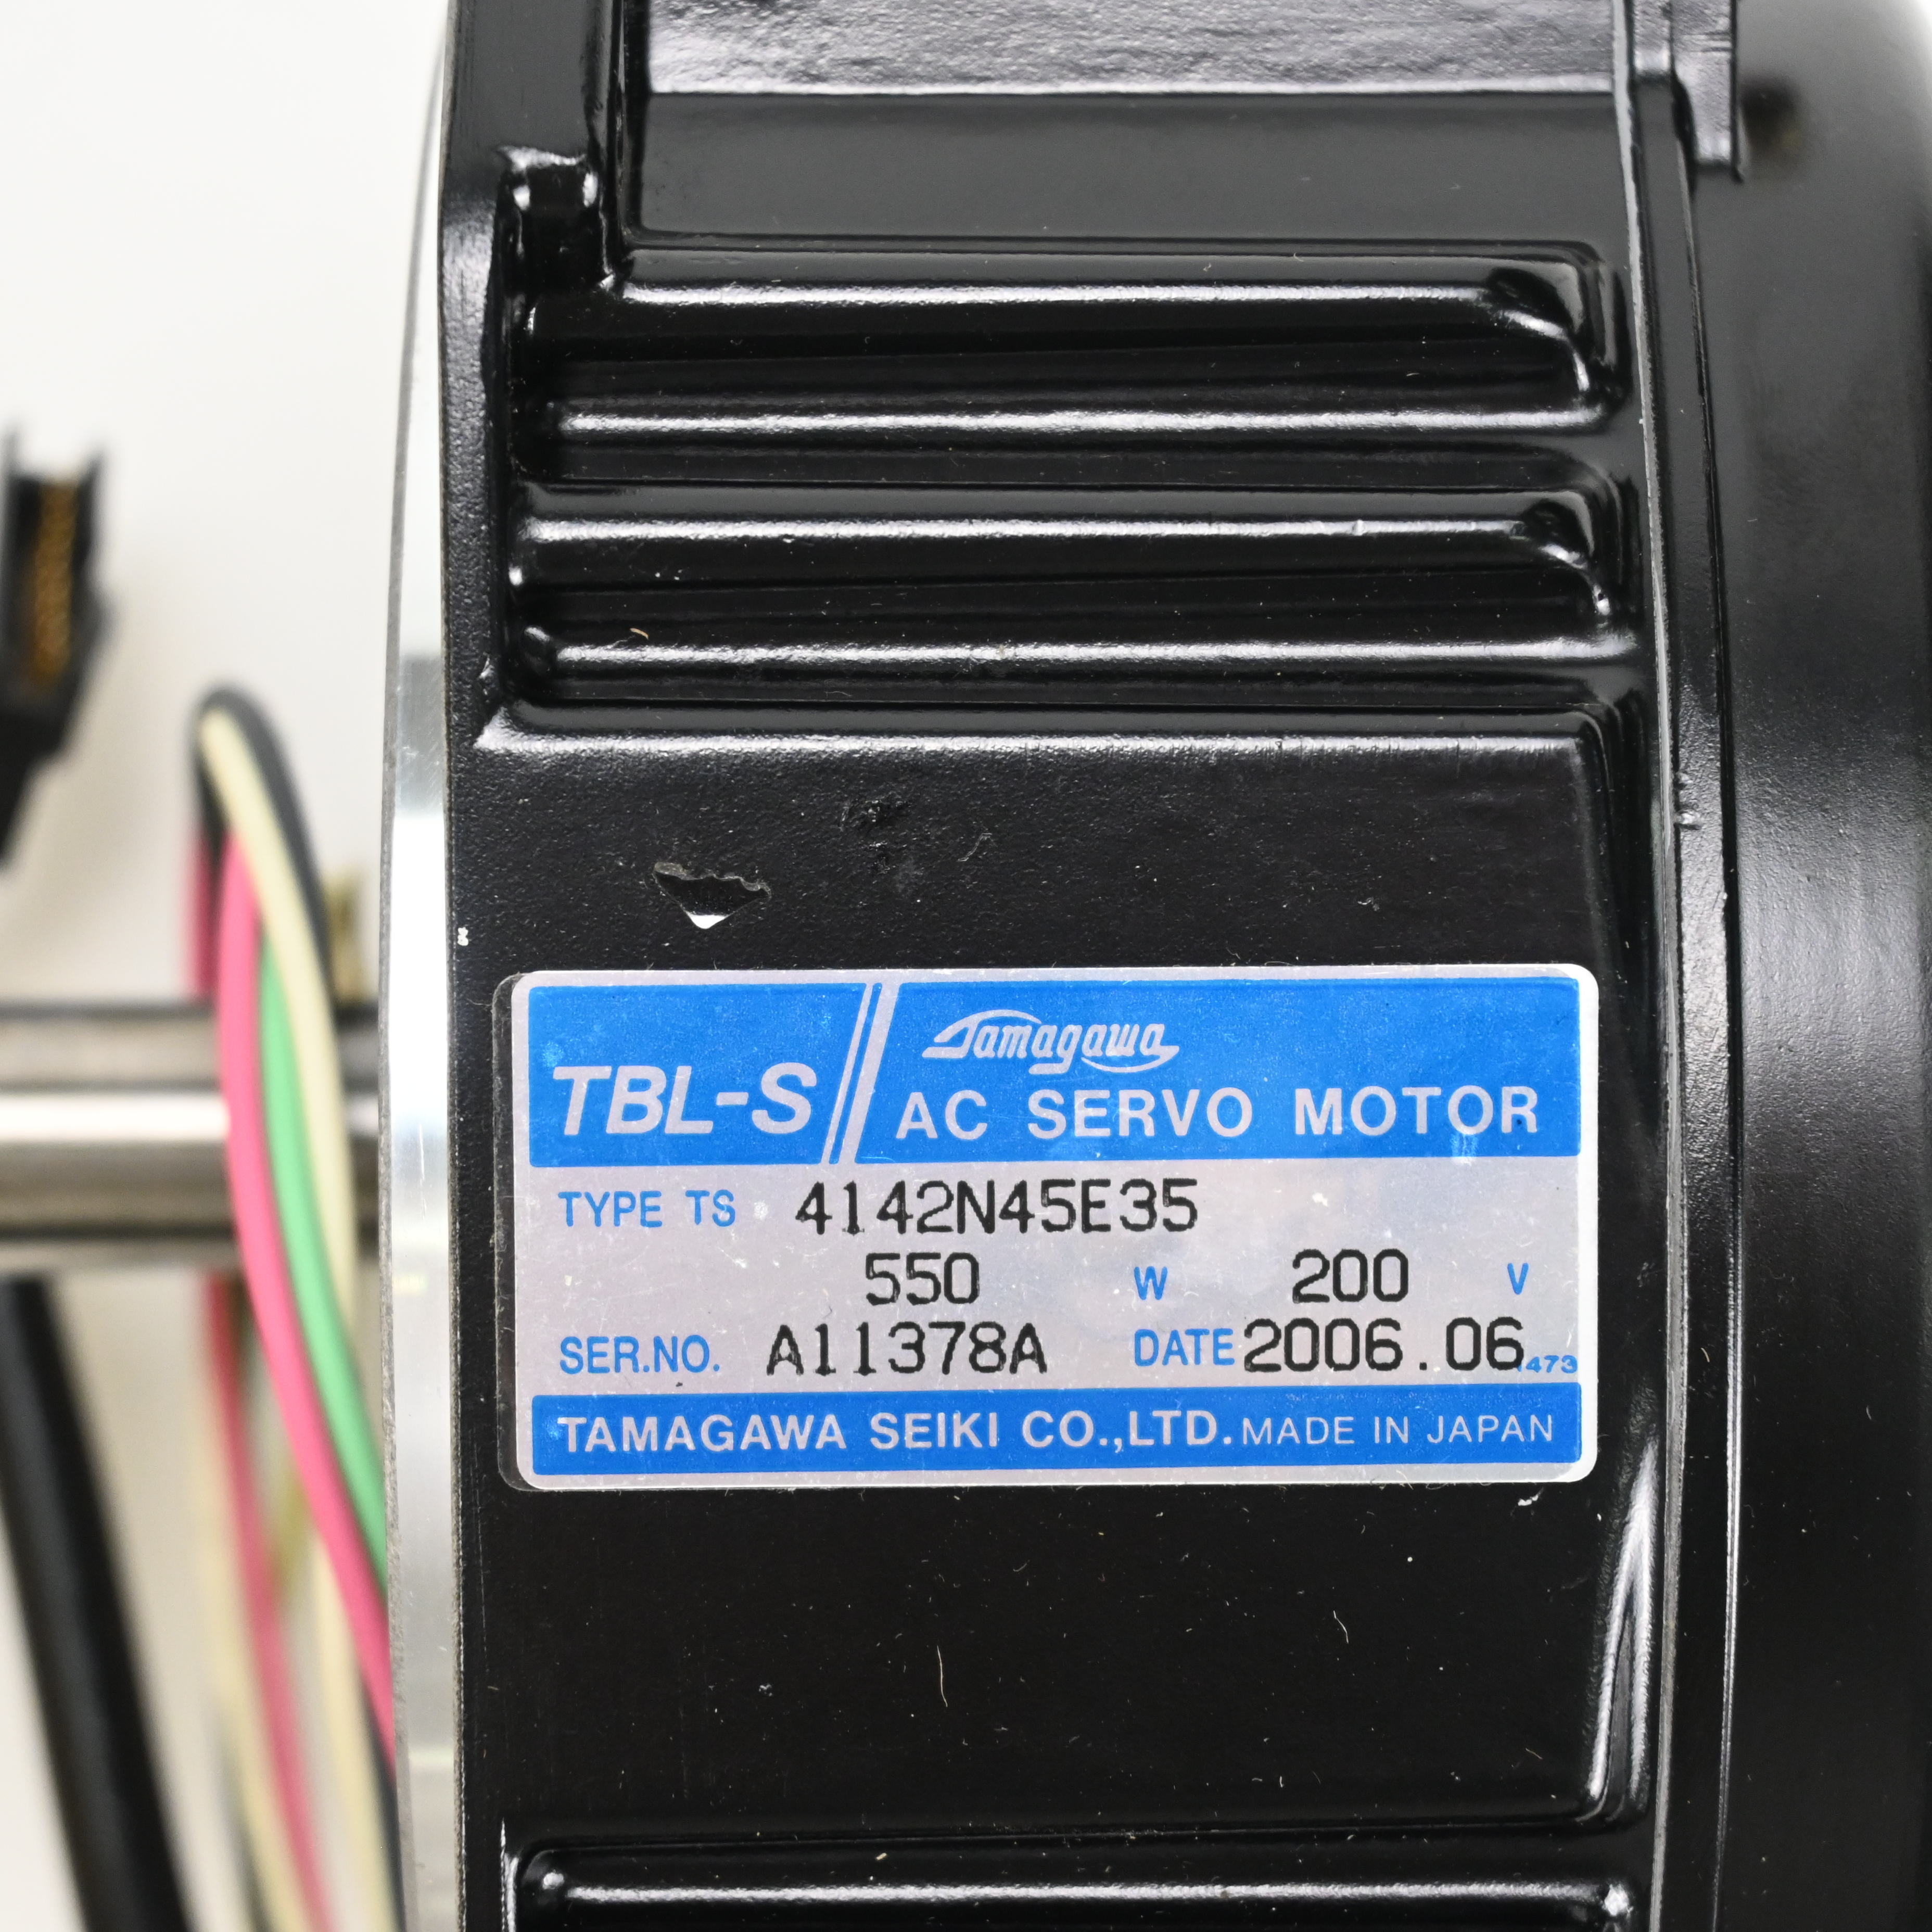 TBL-S
Tamagawa
AC SERVO MOTOR
TYPE TS 4142N45E35
550 W 200 V
SER.NO. A11378A DATE 2006.06
TAMAGAWA SEIKI CO.,LTD. MADE IN JAPAN